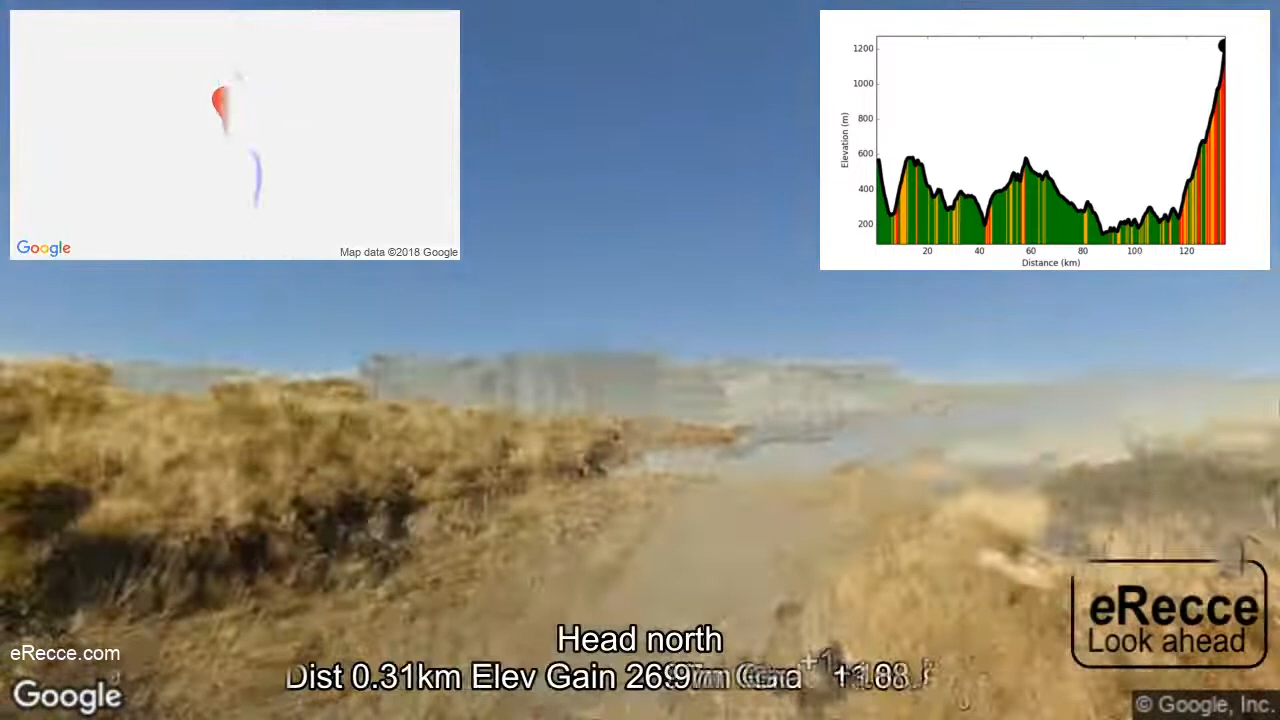 Google
Map data ©2018 Google
1200
1000
800
600
400
200
Elevation (m)
20 40 60 80 100 120
Distance (km)
eRecce
Look ahead
Head north
Dist 0.31km Elev Gain
eRecce.com
Google
© Google, Inc.